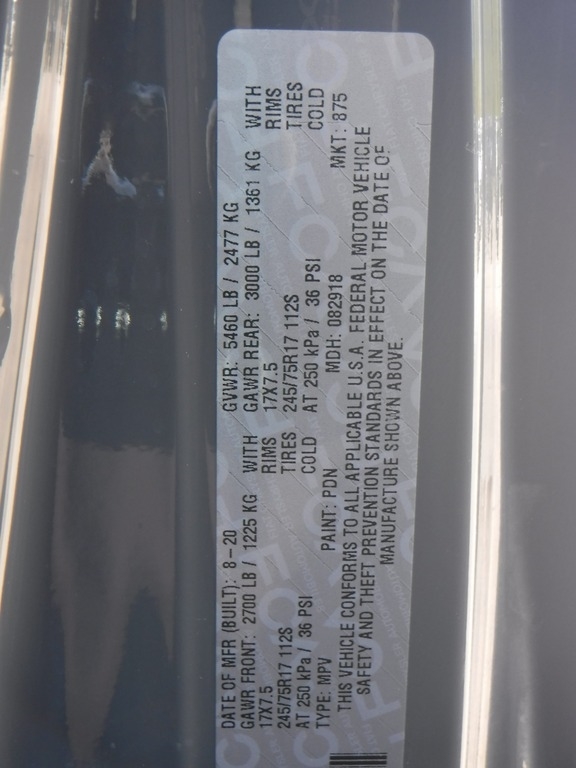 DATE OF MFR (BUILT): 8-20 GVWR: 5460 LB / 2477 KG
GAWR FRONT: 2700 LB / 1225 KG WITH GAWR REAR: 3000 LB / 1361 KG WITH
17X7.5 RIMS 17X7.5 RIMS
245/75R17 112S TIRES 245/75R17 112S TIRES
AT 250 kPa / 36 PSI COLD AT 250 kPa / 36 PSI COLD
TYPE: MPV PAINT: PDN MDH: 082918 MKT: 875
THIS VEHICLE CONFORMS TO ALL APPLICABLE U.S.A. FEDERAL MOTOR VEHICLE
SAFETY AND THEFT PREVENTION STANDARDS IN EFFECT ON THE DATE OF
MANUFACTURE SHOWN ABOVE.